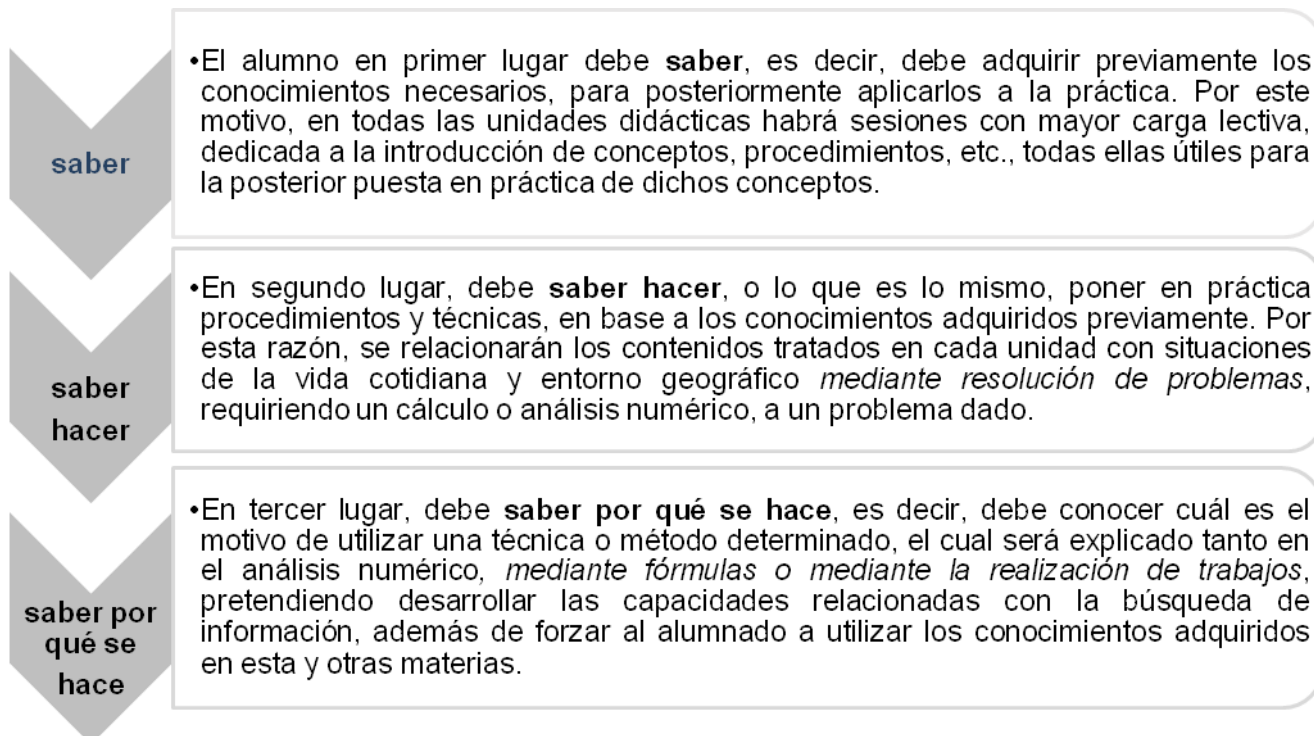 saber
•El alumno en primer lugar debe saber, es decir, debe adquirir previamente los
conocimientos necesarios, para posteriormente aplicarlos a la práctica. Por este
motivo, en todas las unidades didácticas habrá sesiones con mayor carga lectiva,
dedicada a la introducción de conceptos, procedimientos, etc., todas ellas útiles para
la posterior puesta en práctica de dichos conceptos.
saber
hacer
•En segundo lugar, debe saber hacer, o lo que es lo mismo, poner en práctica
procedimientos y técnicas, en base a los conocimientos adquiridos previamente. Por
esta razón, se relacionarán los contenidos tratados en cada unidad con situaciones
de la vida cotidiana y entorno geográfico mediante resolución de problemas,
requiriendo un cálculo o análisis numérico, a un problema dado.
saber por
qué se
hace
•En tercer lugar, debe saber por qué se hace, es decir, debe conocer cuál es el
motivo de utilizar una técnica o método determinado, el cual será explicado tanto en
el análisis numérico, mediante fórmulas o mediante la realización de trabajos,
pretendiendo desarrollar las capacidades relacionadas con la búsqueda de
información, además de forzar al alumnado a utilizar los conocimientos adquiridos
en esta y otras materias.